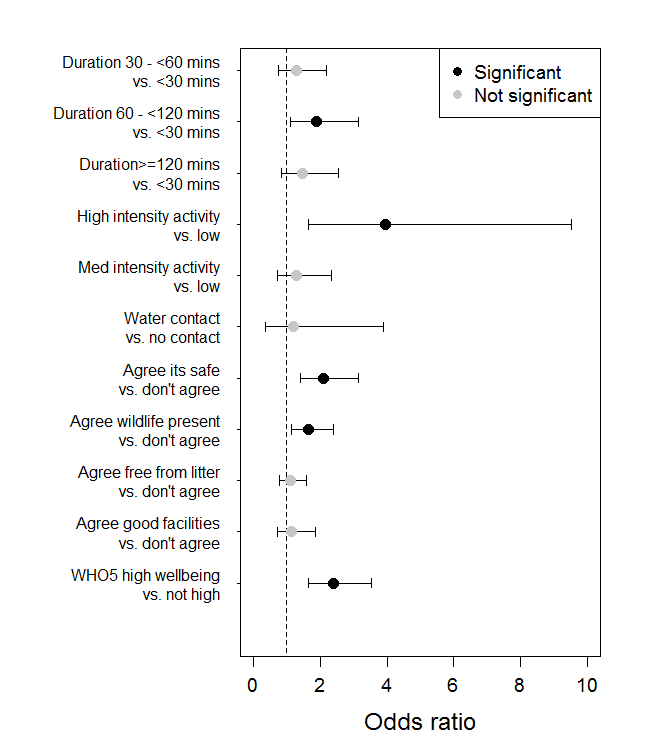 Duration 30 - <60 mins
vs. <30 mins
Duration 60 - <120 mins
vs. <30 mins
Duration>=120 mins
vs. <30 mins
High intensity activity
vs. low
Med intensity activity
vs. low
Water contact
vs. no contact
Agree its safe
vs. don't agree
Agree wildlife present
vs. don't agree
Agree free from litter
vs. don't agree
Agree good facilities
vs. don't agree
WHO5 high wellbeing
vs. not high
Significant
Not significant
0 2 4 6 8 10
Odds ratio